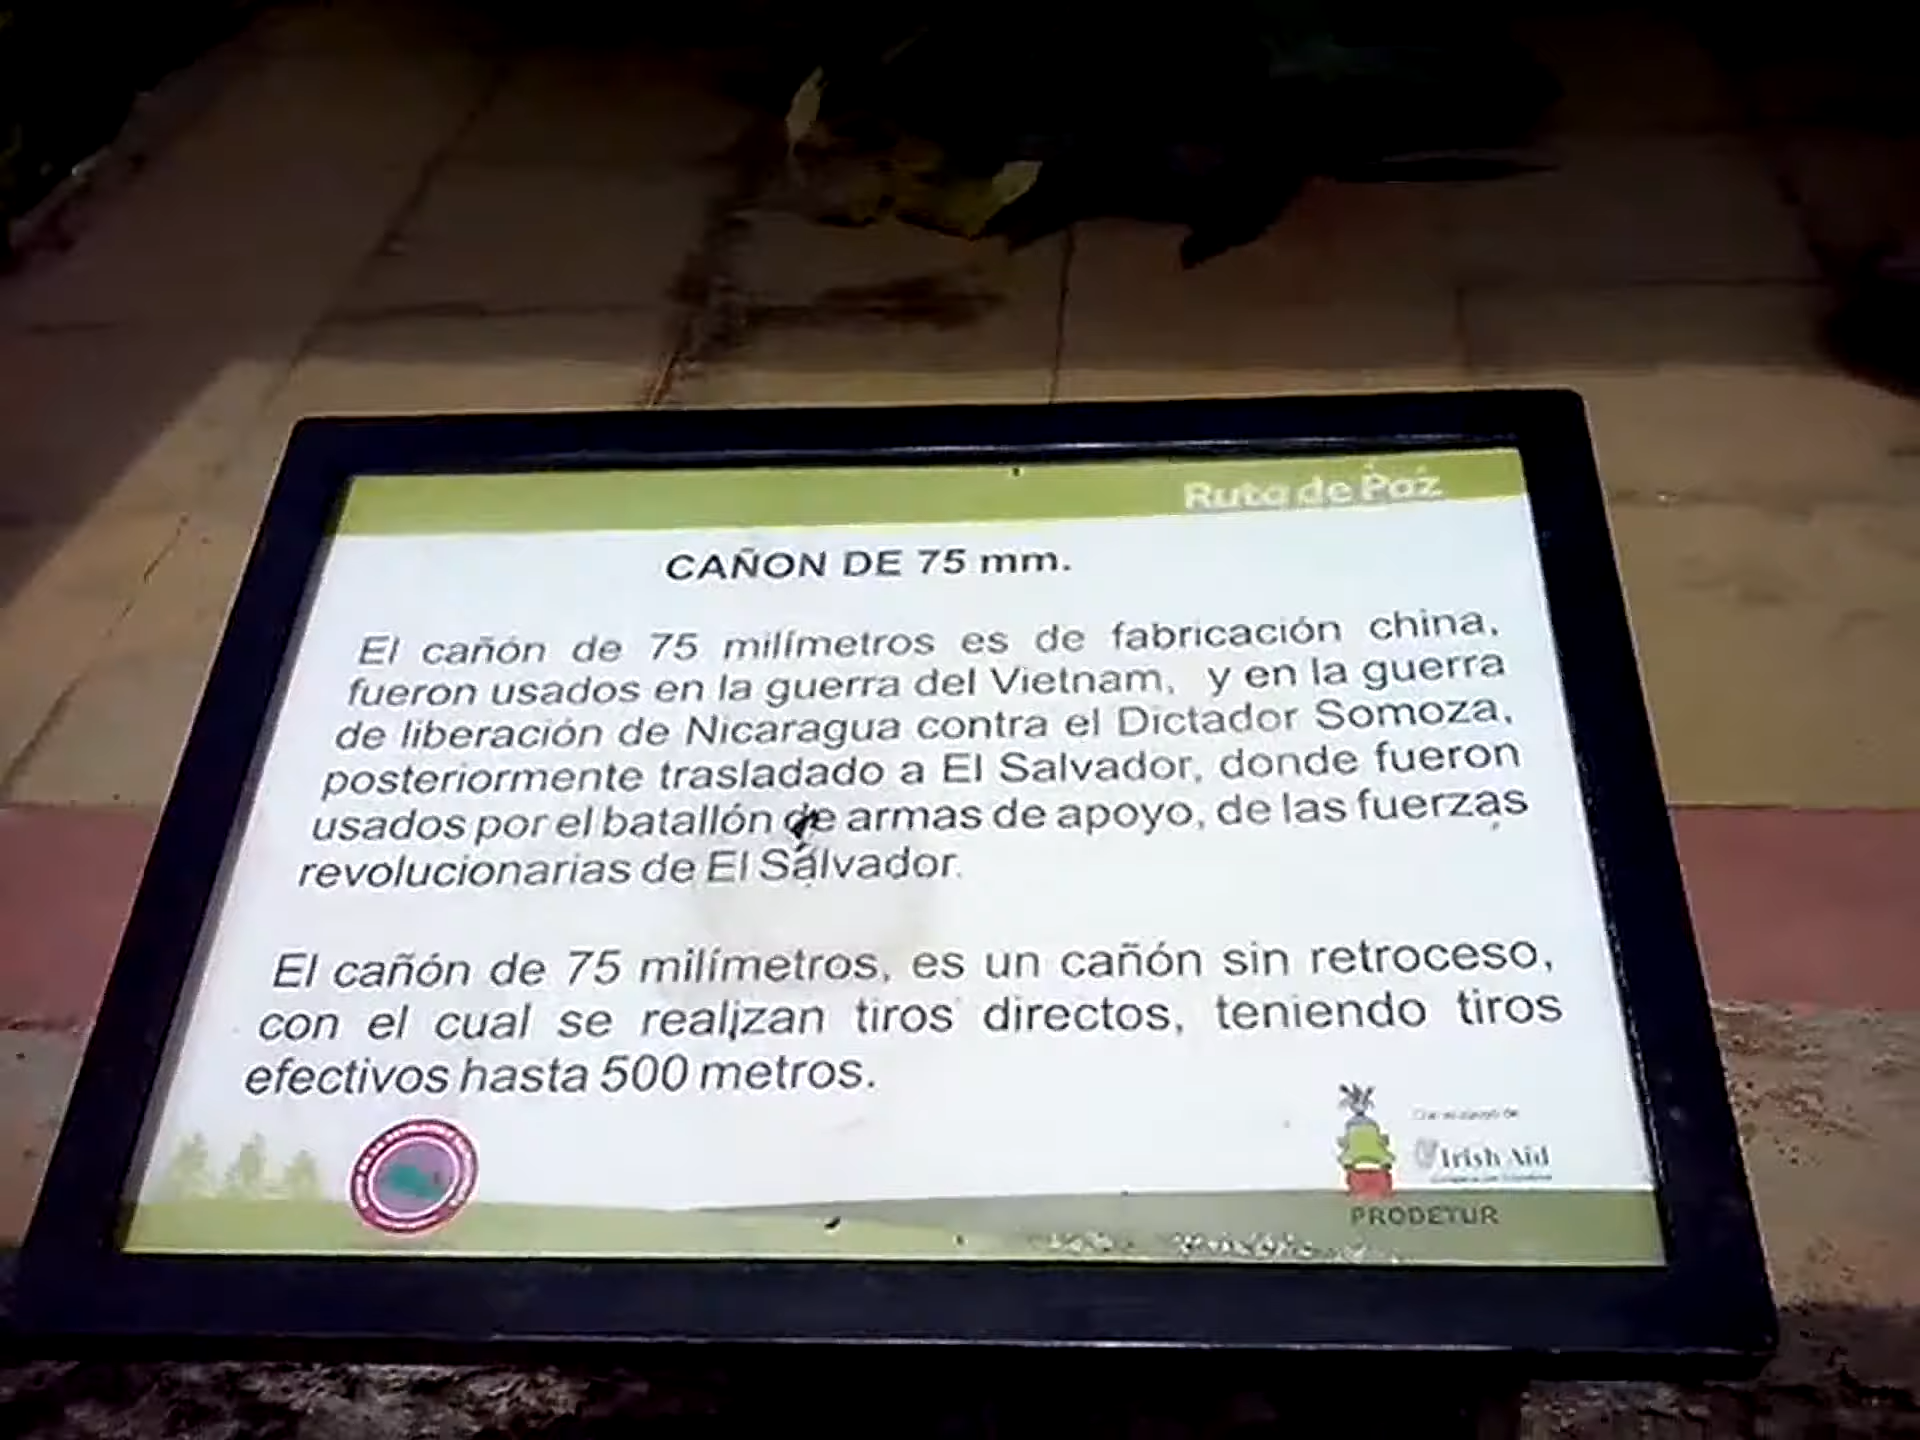 Ruta de Paz
CAÑON DE 75 mm.
El cañón de 75 milímetros es de fabricación china,
fueron usados en la guerra del Vietnam, y en la guerra
de liberación de Nicaragua contra el Dictador Somoza,
posteriormente trasladado a El Salvador, donde fueron
usados por el batallón de armas de apoyo, de las fuerzas
revolucionarias de El Salvador.
El cañón de 75 milímetros, es un cañón sin retroceso,
con el cual se realizan tiros directos, teniendo tiros
efectivos hasta 500 metros.
Con el apoyo de
Irish Aid
PRODETUR